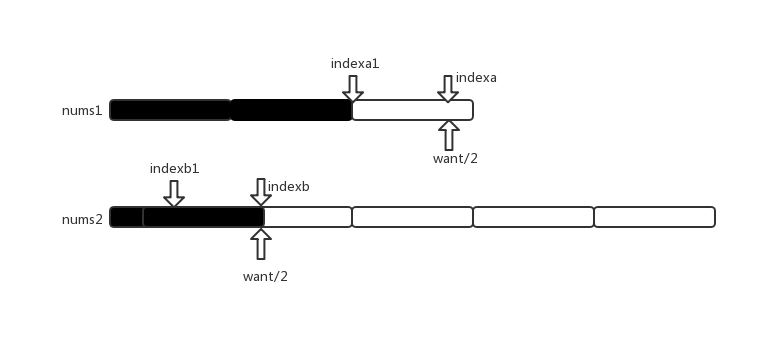 indexa1
indexa
nums1
want/2
indexb1
indexb
nums2
want/2